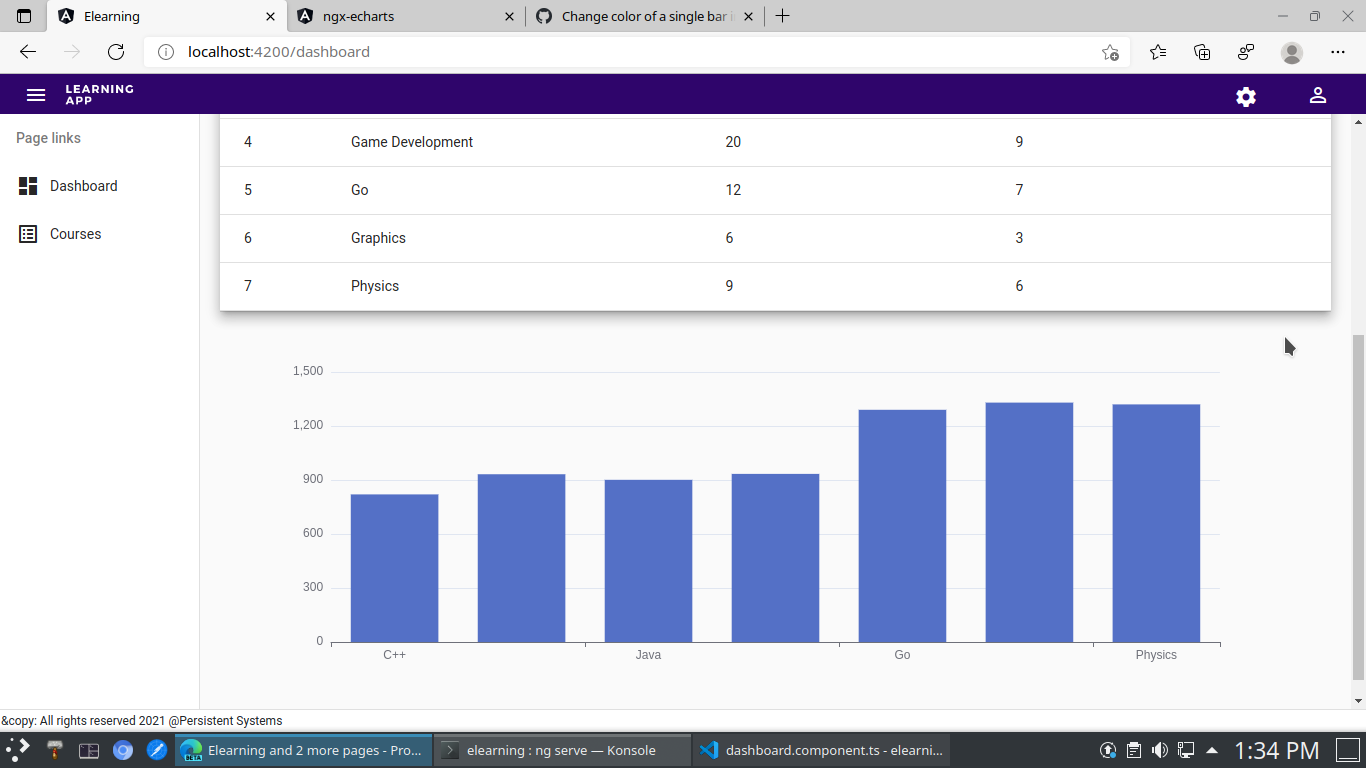 Elearning
ngx-echarts
Change color of a single bar i
localhost:4200/dashboard
LEARNING
APP
Page links
Dashboard
Courses
4 Game Development 20 9
5 Go 12 7
6 Graphics 6 3
7 Physics 9 6
1,500
1,200
900
600
300
0
C++ Java Go Physics
&copy: All rights reserved 2021 @Persistent Systems
BETA
Elearning and 2 more pages - Pro...
elearning : ng serve — Konsole
dashboard.component.ts - elearni...
1:34 PM